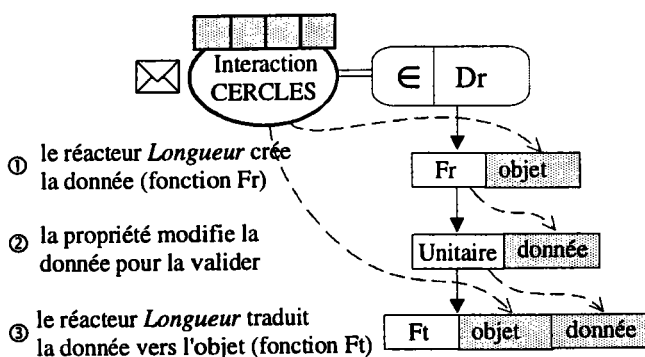 Interaction
CERCLES
∈ Dr
① le réacteur Longueur crée
la donnée (fonction Fr)
Fr objet
② la propriété modifie la
donnée pour la valider
Unitaire donnée
③ le réacteur Longueur traduit
la donnée vers l'objet (fonction Ft)
Ft objet donnée